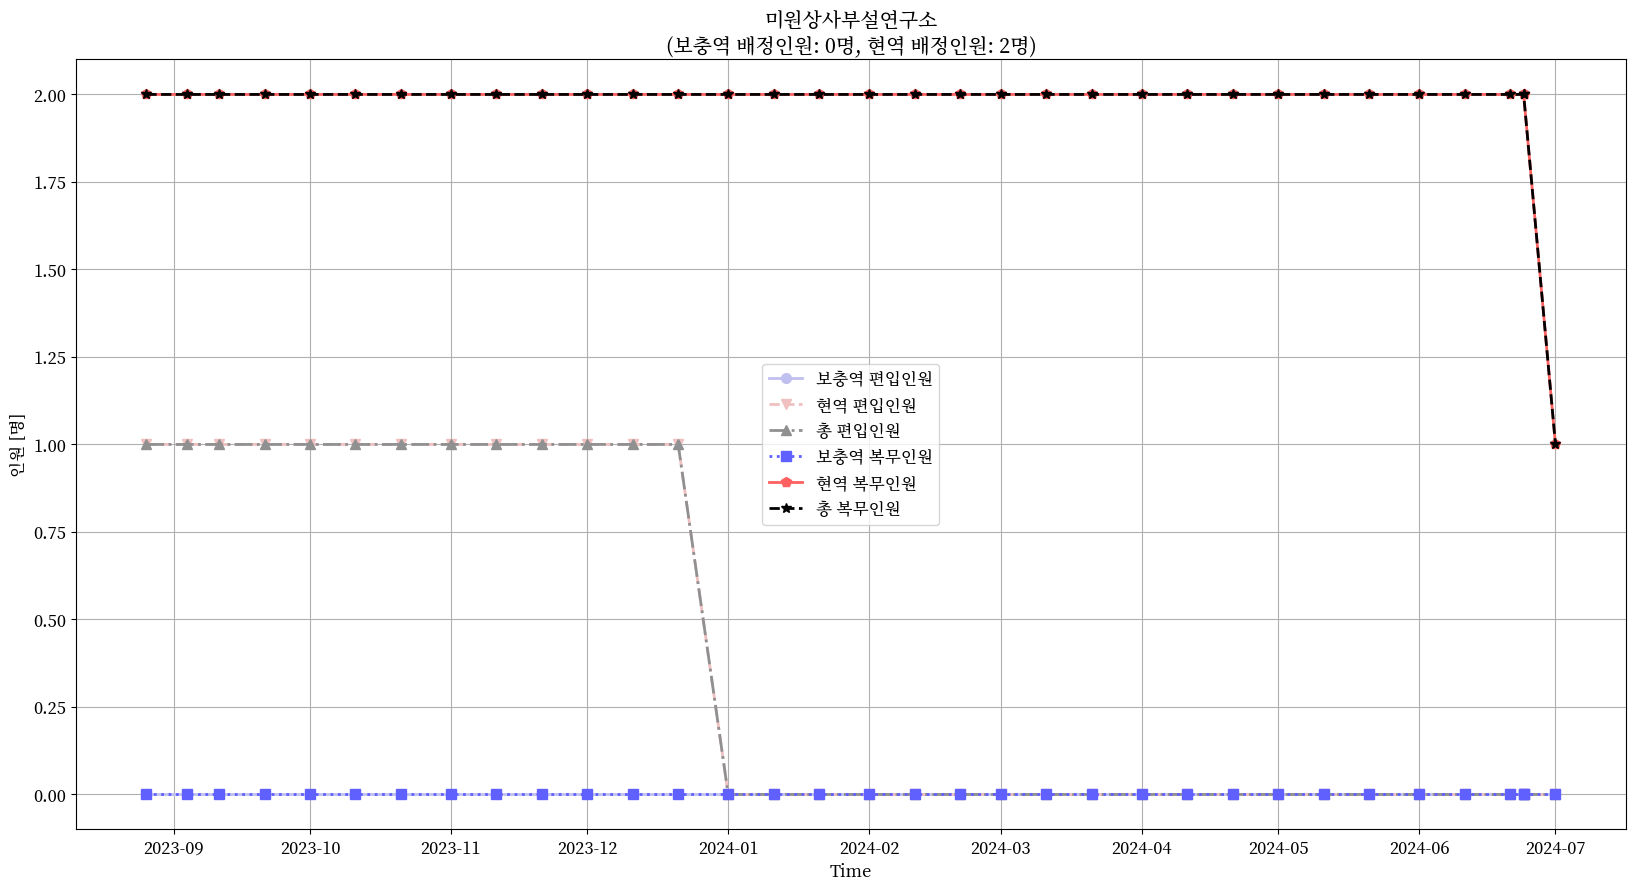 미원상사부설연구소
(보충역 배정인원: 0명, 현역 배정인원: 2명)
인원 [명]
2.00
1.75
1.50
1.25
1.00
0.75
0.50
0.25
0.00
보충역 편입인원
현역 편입인원
총 편입인원
보충역 복무인원
현역 복무인원
총 복무인원
2023-09 2023-10 2023-11 2023-12 2024-01 2024-02 2024-03 2024-04 2024-05 2024-06 2024-07
Time